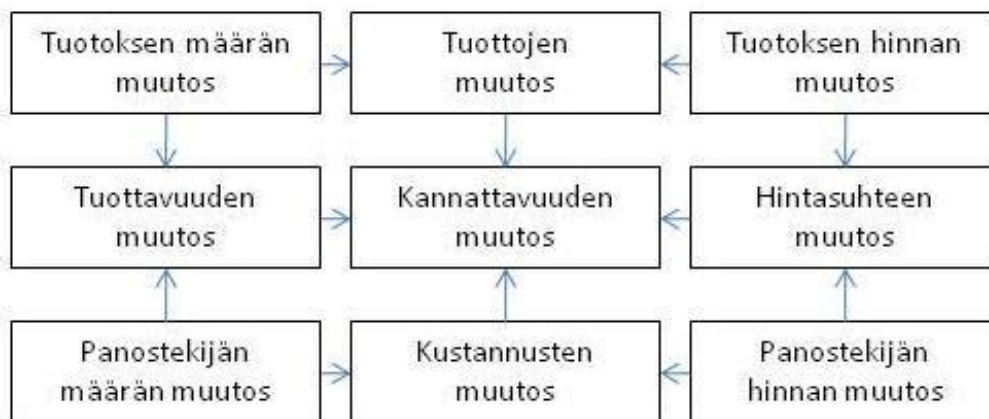 Tuotoksen määrän
muutos
Tuottojen
muutos
Tuotoksen hinnan
muutos
Tuottavuuden
muutos
Kannattavuuden
muutos
Hintasuhteen
muutos
Panostekijän
määrän muutos
Kustannusten
muutos
Panostekijän
hinnan muutos